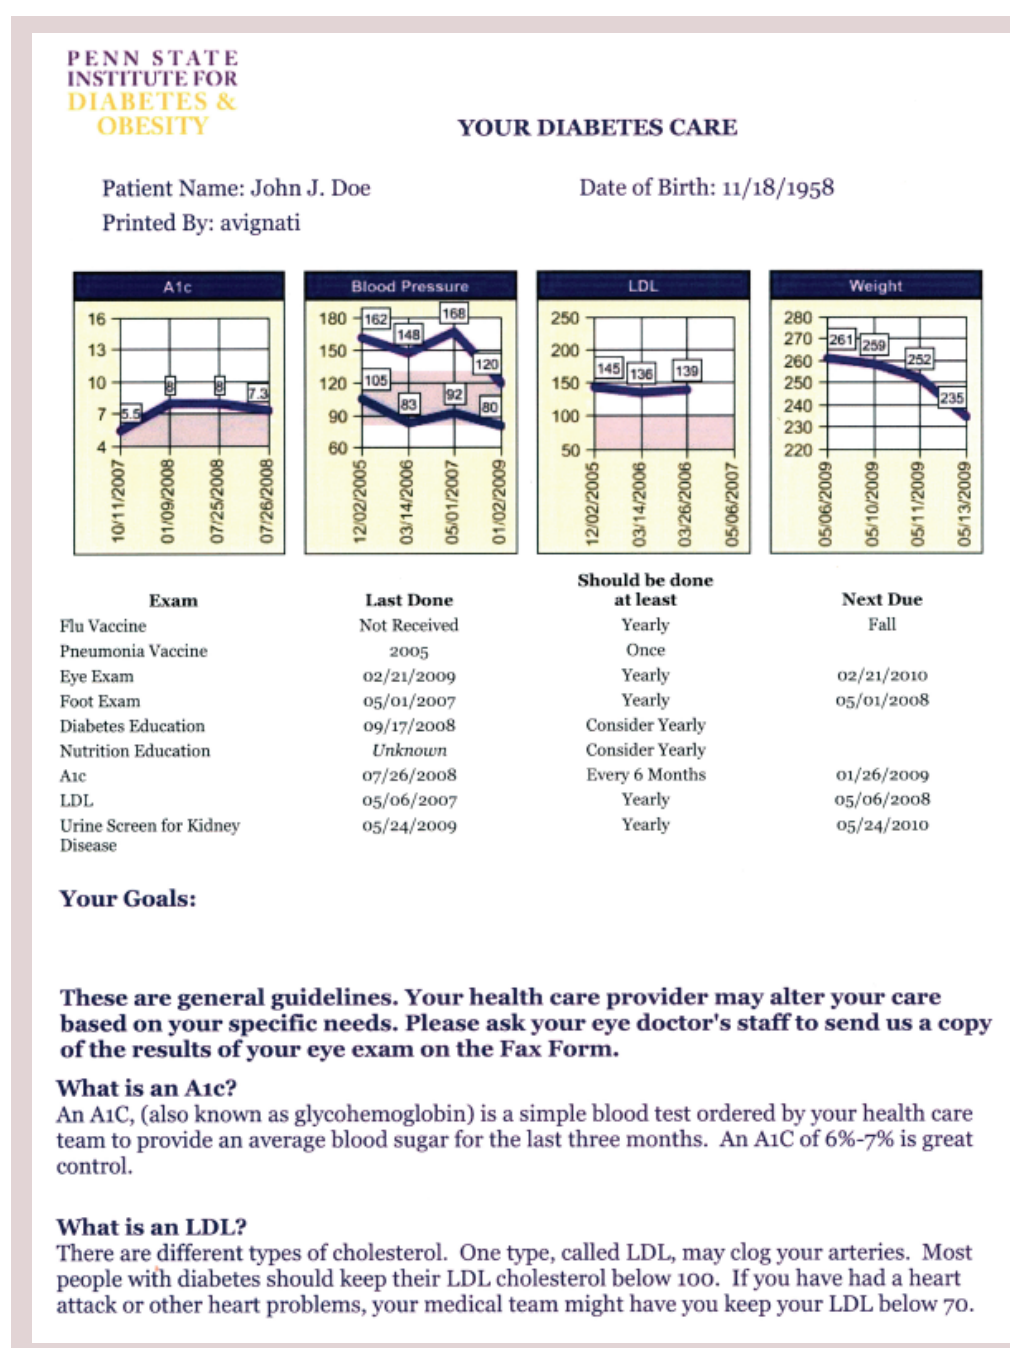 PENN STATE
INSTITUTE FOR
DIABETES &
OBESITY
YOUR DIABETES CARE
Patient Name: John J. Doe Date of Birth: 11/18/1958
Printed By: avignati
A1c
16
13
10
7
4
5.5
8
8
7.3
10/11/2007
01/09/2008
07/25/2008
07/26/2008
Blood Pressure
180
150
120
90
60
162
148
168
120
105
83
92
80
12/02/2005
03/14/2006
05/01/2007
01/02/2009
LDL
250
200
150
100
50
145
136
139
12/02/2005
03/14/2006
03/26/2006
05/06/2007
Weight
280
270
260
250
240
230
220
261
259
252
235
05/06/2009
05/10/2009
05/11/2009
05/13/2009
Exam Last Done Should be done at least Next Due
Flu Vaccine Not Received Yearly Fall
Pneumonia Vaccine 2005 Once
Eye Exam 02/21/2009 Yearly 02/21/2010
Foot Exam 05/01/2007 Yearly 05/01/2008
Diabetes Education 09/17/2008 Consider Yearly
Nutrition Education Unknown Consider Yearly
A1c 07/26/2008 Every 6 Months 01/26/2009
LDL 05/06/2007 Yearly 05/06/2008
Urine Screen for Kidney 05/24/2009 Yearly 05/24/2010
Disease
Your Goals:
These are general guidelines. Your health care provider may alter your care
based on your specific needs. Please ask your eye doctor's staff to send us a copy
of the results of your eye exam on the Fax Form.
What is an A1c?
An A1C, (also known as glycohemoglobin) is a simple blood test ordered by your health care
team to provide an average blood sugar for the last three months. An A1C of 6%-7% is great
control.
What is an LDL?
There are different types of cholesterol. One type, called LDL, may clog your arteries. Most
people with diabetes should keep their LDL cholesterol below 100. If you have had a heart
attack or other heart problems, your medical team might have you keep your LDL below 70.